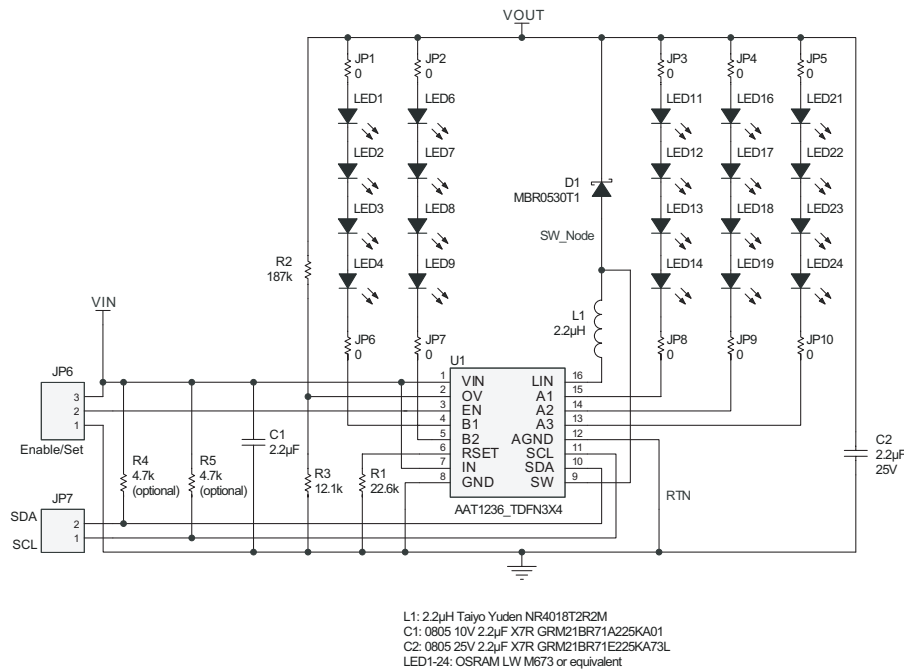 VOUT
JP1
0
JP2
0
JP3
0
JP4
0
JP5
0
LED1
LED6
LED11
LED16
LED21
LED2
LED7
LED12
LED17
LED22
D1
MBR0530T1
LED3
LED8
LED13
LED18
LED23
SW_Node
R2
187k
LED4
LED9
LED14
LED19
LED24
VIN
L1
2.2µH
JP6
0
JP7
0
JP8
0
JP9
0
JP10
0
U1
JP6
3
2
1
Enable/Set
1 VIN LIN 16
2 OV A1 15
3 EN A2 14
4 B1 A3 13
5 B2 AGND 12
6 RSET SCL 11
7 IN SDA 10
8 GND SW 9
AAT1236_TDFN3X4
C1
2.2µF
C2
2.2µF
25V
R4
4.7k
(optional)
R5
4.7k
(optional)
R3
12.1k
R1
22.6k
RTN
JP7
SDA 2
SCL 1
L1: 2.2µH Taiyo Yuden NR4018T2R2M
C1: 0805 10V 2.2µF X7R GRM21BR71A225KA01
C2: 0805 25V 2.2µF X7R GRM21BR71E225KA73L
LED1-24: OSRAM LW M673 or equivalent